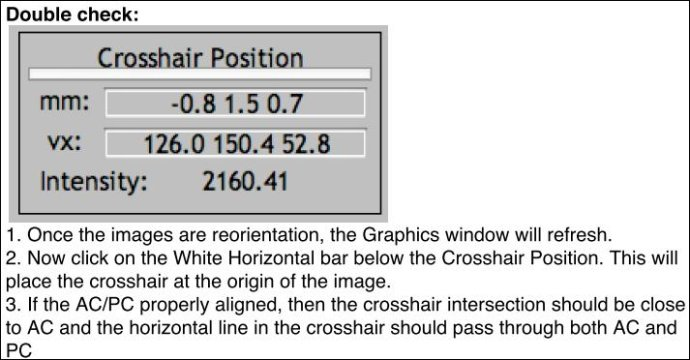 Double check:
Crosshair Position
mm: -0.8 1.5 0.7
vx: 126.0 150.4 52.8
Intensity: 2160.41
1. Once the images are reorientation, the Graphics window will refresh.
2. Now click on the White Horizontal bar below the Crosshair Position. This will
place the crosshair at the origin of the image.
3. If the AC/PC properly aligned, then the crosshair intersection should be close
to AC and the horizontal line in the crosshair should pass through both AC and
PC